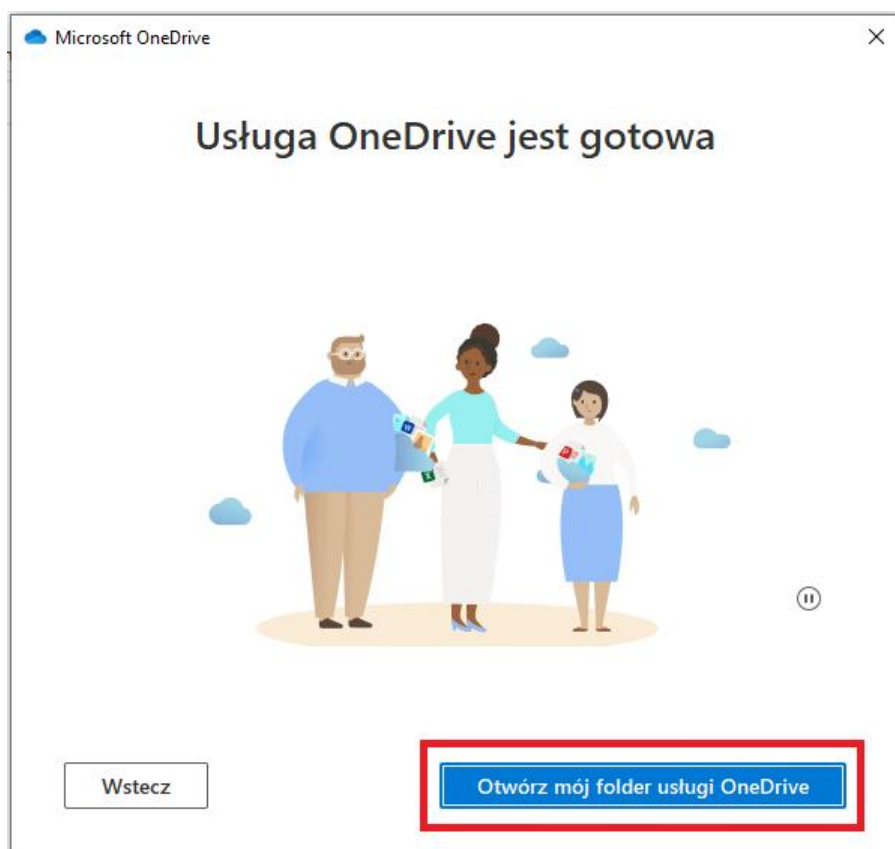 Microsoft OneDrive
Usługa OneDrive jest gotowa
W
X
P
Wstecz
Otwórz mój folder usługi OneDrive